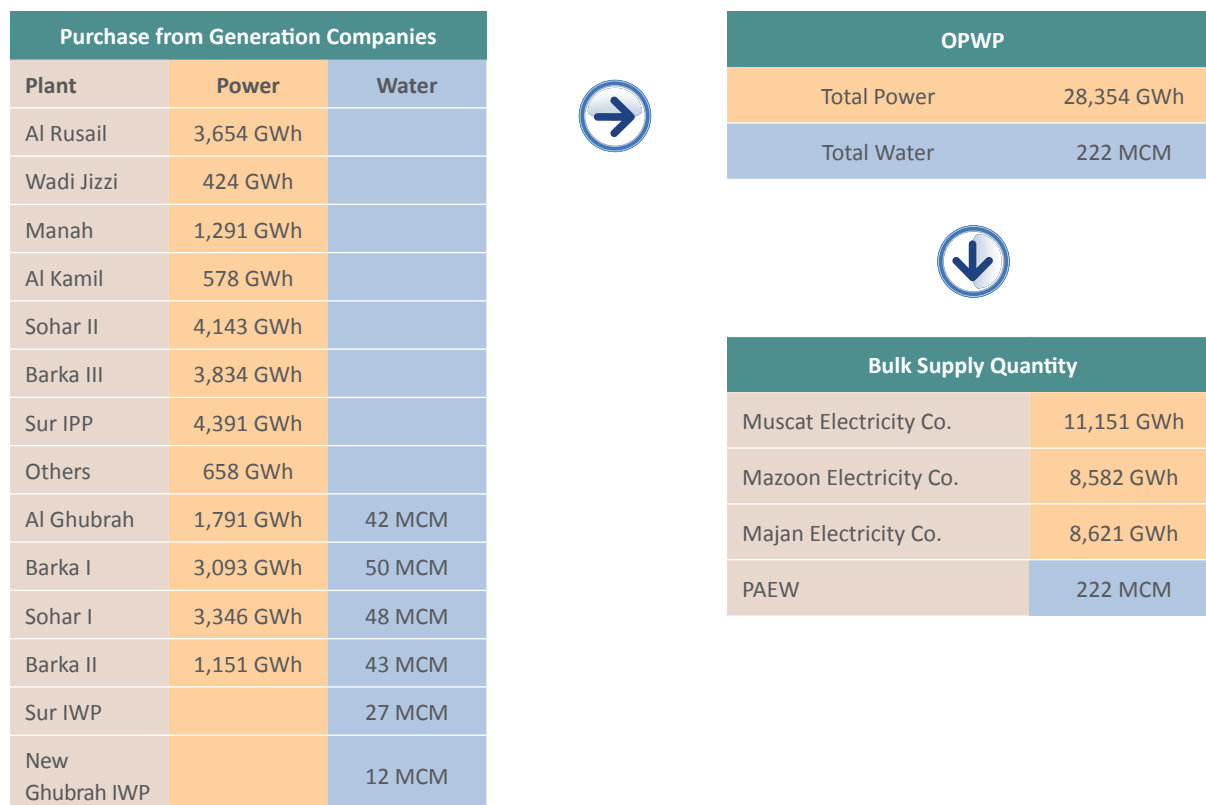 Purchase from Generation Companies
Plant Power Water
Al Rusail 3,654 GWh
Wadi Jizzi 424 GWh
Manah 1,291 GWh
Al Kamil 578 GWh
Sohar II 4,143 GWh
Barka III 3,834 GWh
Sur IPP 4,391 GWh
Others 658 GWh
Al Ghubrah 1,791 GWh 42 MCM
Barka I 3,093 GWh 50 MCM
Sohar I 3,346 GWh 48 MCM
Barka II 1,151 GWh 43 MCM
Sur IWP 27 MCM
New
Ghubrah IWP 12 MCM
OPWP
Total Power 28,354 GWh
Total Water 222 MCM
Bulk Supply Quantity
Muscat Electricity Co. 11,151 GWh
Mazoon Electricity Co. 8,582 GWh
Majan Electricity Co. 8,621 GWh
PAEW 222 MCM